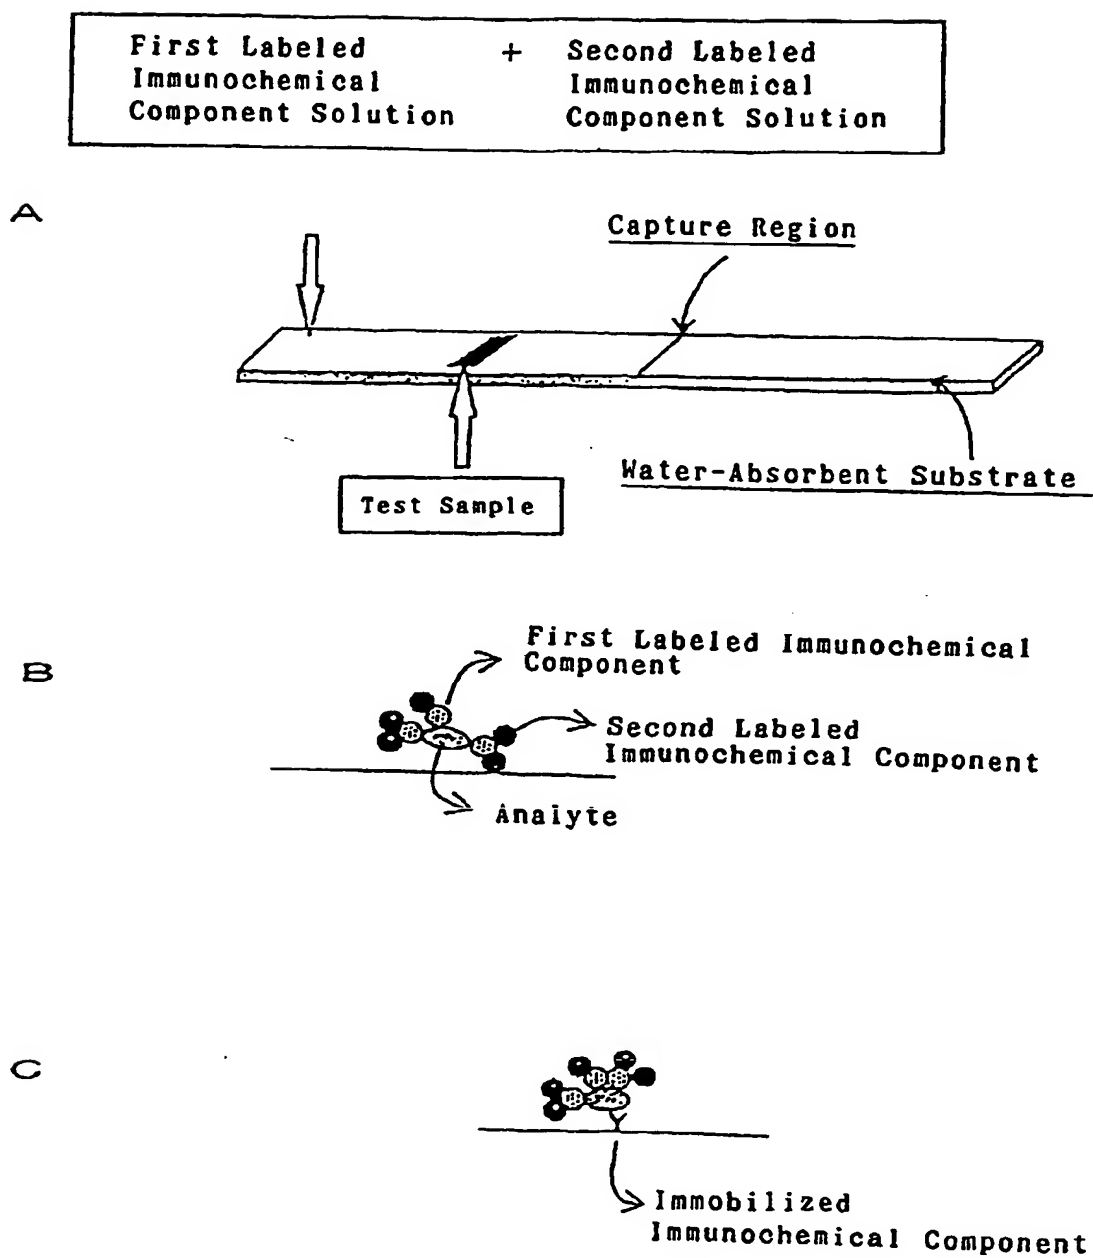 First Labeled + Second Labeled
Immunochemical Immunochemical
Component Solution Component Solution
A
Capture Region
Water-Absorbent Substrate
Test Sample
B
First Labeled Immunochemical
Component
Second Labeled
Immunochemical Component
Analyte
C
Immobilized
Immunochemical Component